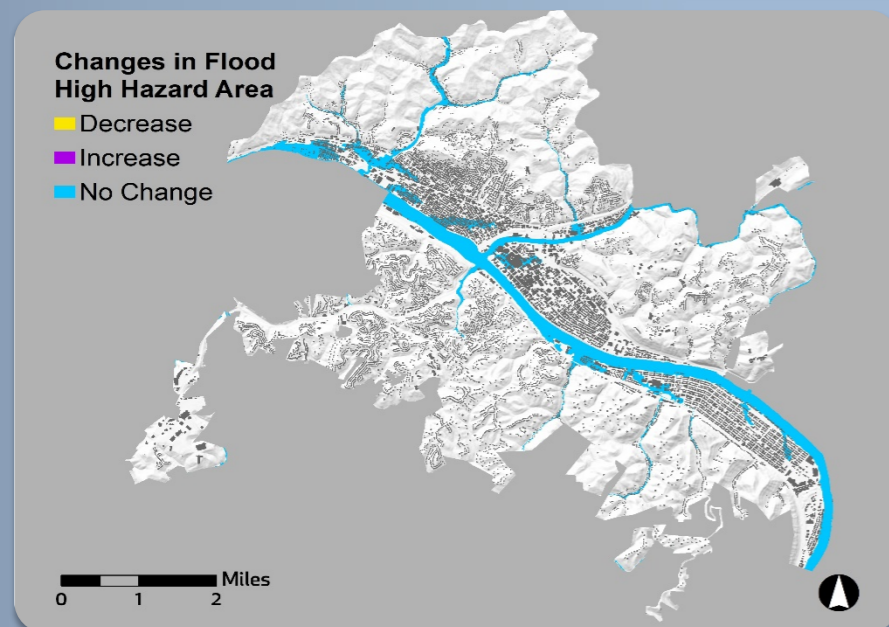 Changes in Flood
High Hazard Area
Decrease
Increase
No Change
Miles
0 1 2